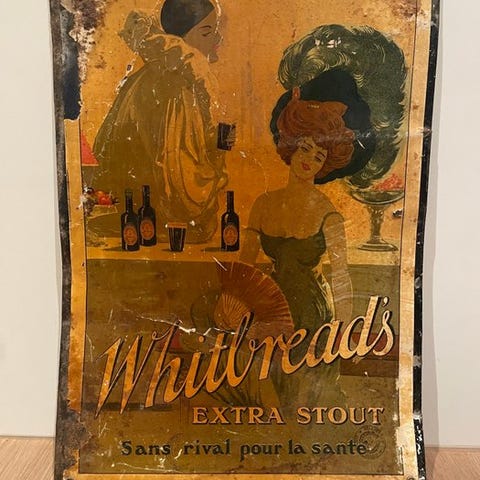 Whitbread's
EXTRA STOUT
Sans rival pour la santé